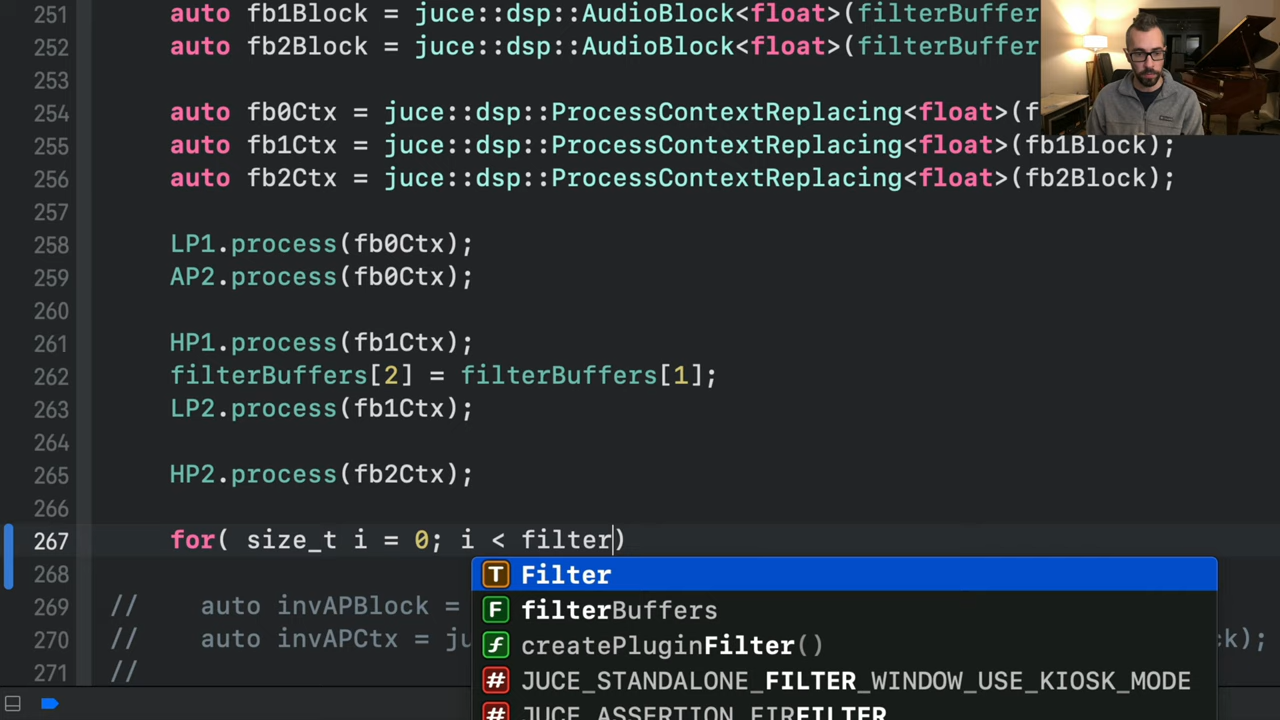 251 auto fb1Block = juce::dsp::AudioBlock<float>(filterBuffer
252 auto fb2Block = juce::dsp::AudioBlock<float>(filterBuffer
253
254 auto fb0Ctx = juce::dsp::ProcessContextReplacing<float>(f
255 auto fb1Ctx = juce::dsp::ProcessContextReplacing<float>(fb1Block);
256 auto fb2Ctx = juce::dsp::ProcessContextReplacing<float>(fb2Block);
257
258 LP1.process(fb0Ctx);
259 AP2.process(fb0Ctx);
260
261 HP1.process(fb1Ctx);
262 filterBuffers[2] = filterBuffers[1];
263 LP2.process(fb1Ctx);
264
265 HP2.process(fb2Ctx);
266
267 for( size_t i = 0; i < filter)
268
T Filter
269 // auto invAPBlock =
F filterBuffers
270 // auto invAPCtx = ju ck);
f createPluginFilter()
271 //
# JUCE_STANDALONE_FILTER_WINDOW_USE_KIOSK_MODE
# JUCE_ASSERTION_FIRFILTER